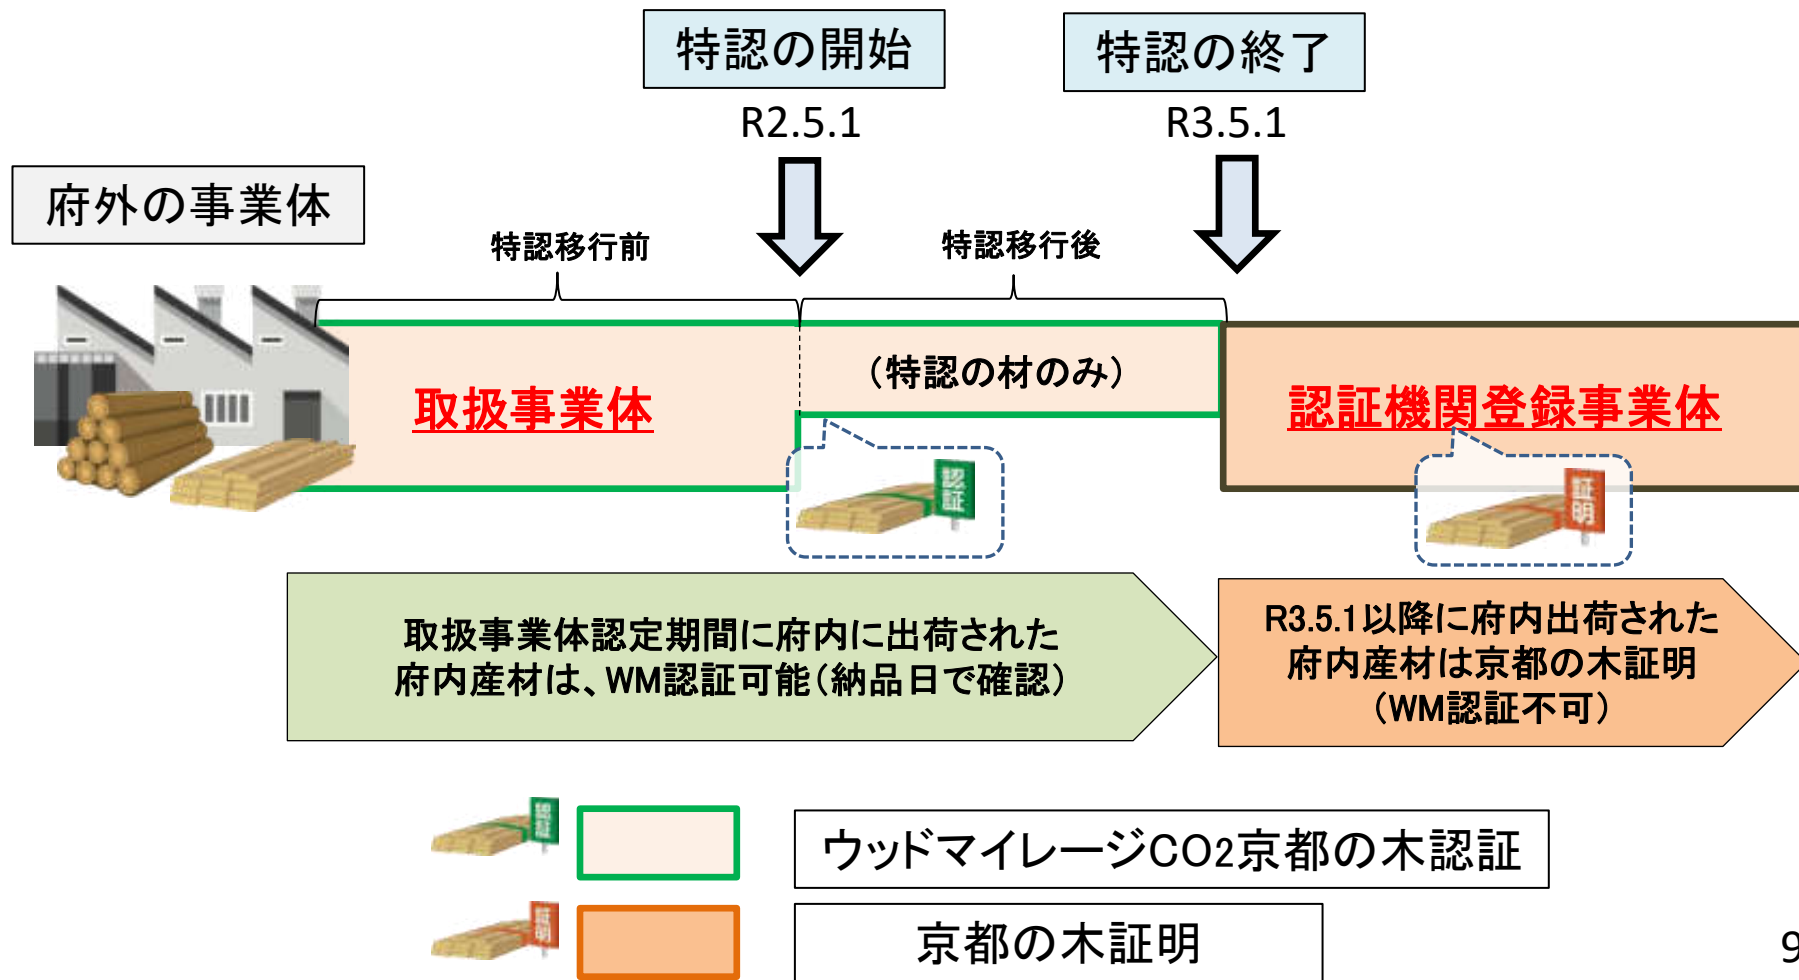 特認の開始
特認の終了
R2.5.1
R3.5.1
府外の事業体
特認移行前
特認移行後
（特認の材のみ）
取扱事業体
認証機関登録事業体
認証
証明
取扱事業体認定期間に府内に出荷された
府内産材は、WM認証可能（納品日で確認）
R3.5.1以降に府内出荷された
府内産材は京都の木証明
（WM認証不可）
認証
ウッドマイレージCO2京都の木認証
証明
京都の木証明
9